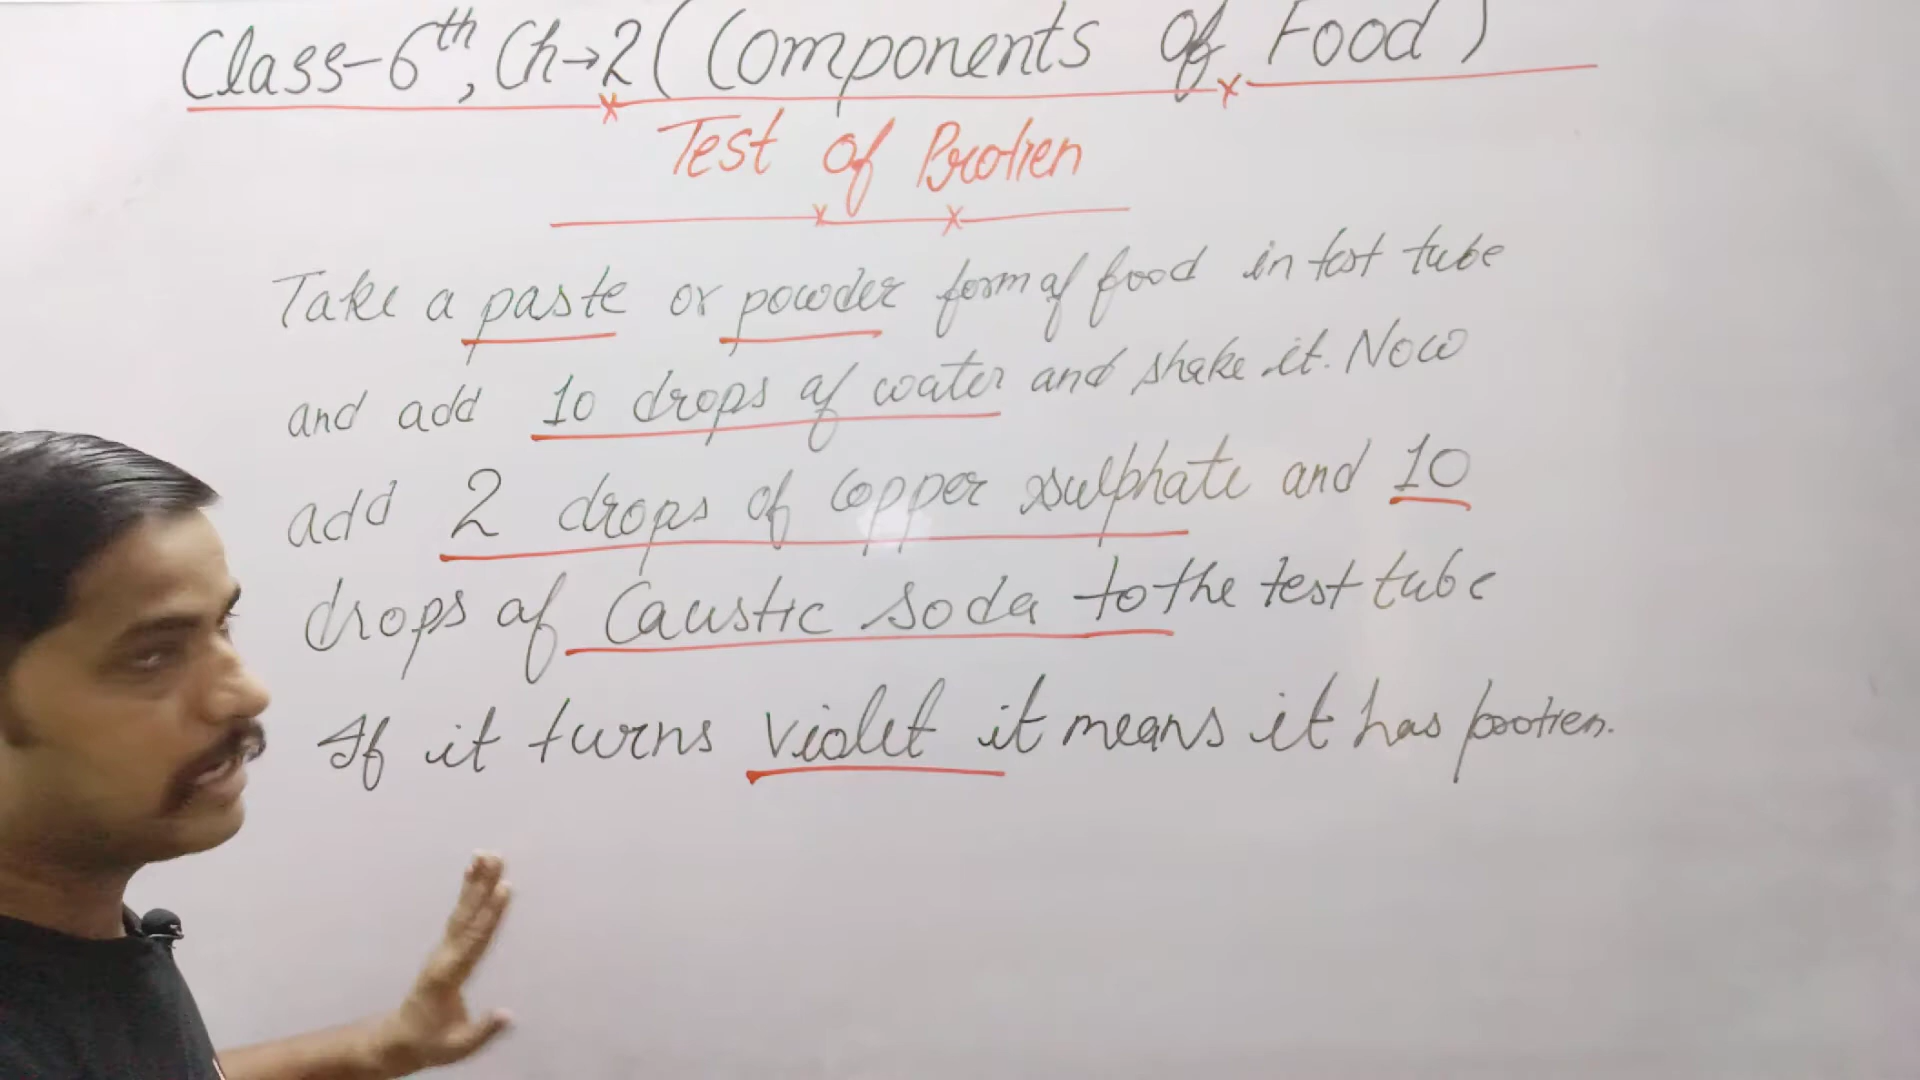 Class-6th, Ch→2 (Components of Food)
Test of Protien
Take a paste or powder form of food in test tube
and add 10 drops of water and shake it. Now
add 2 drops of Copper sulphate and 10
drops of Caustic soda to the test tube
If it turns violet it means it has protien.